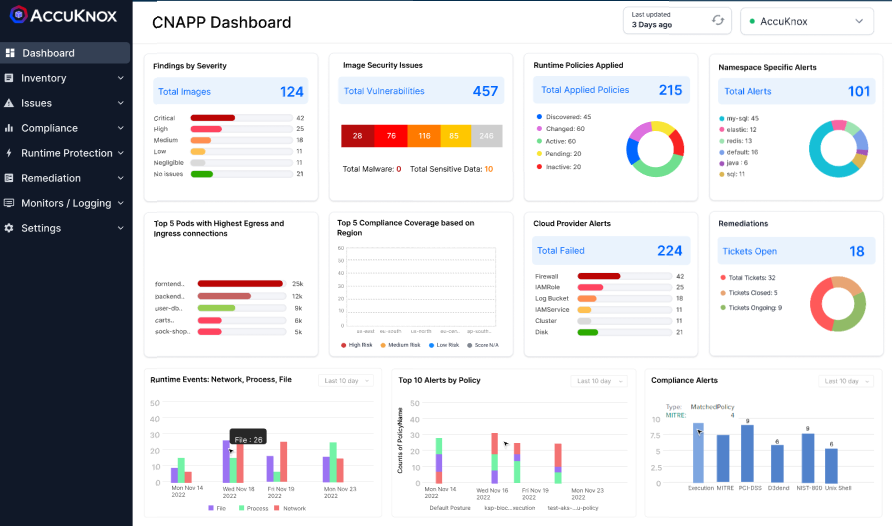 ACCUKNOX
CNAPP Dashboard
Last updated
3 Days ago
AccuKnox
Dashboard
Inventory
Issues
Compliance
Runtime Protection
Remediation
Monitors / Logging
Settings
Findings by Severity
Total Images 124
Critical 42
High 25
Medium 18
Low 11
Negligible 11
No issues 21
Image Security Issues
Total Vulnerabilities 457
28 76 116 85 246
Total Malware: 0 Total Sensitive Data: 10
Runtime Policies Applied
Total Applied Policies 215
Discovered: 45
Changed: 60
Active: 60
Pending: 20
Inactive: 20
Namespace Specific Alerts
Total Alerts 101
my-sql: 45
elastic: 12
redis: 13
default: 16
java : 6
sql: 11
Top 5 Pods with Highest Egress and
Ingress connections
forntend.. 25k
backend.. 12k
user-db.. 9k
carts.. 6k
sock-shop.. 5k
Top 5 Compliance Coverage based on
Region
60
50
40
30
10
0
us-east eu-south us-north eu-cen.. ap-south..
High Risk Medium Risk Low Risk Score N/A
Cloud Provider Alerts
Total Failed 224
Firewall 42
IAMRole 25
Log Bucket 18
IAMService 11
Cluster 11
Disk 21
Remediations
Tickets Open 18
Total Tickets: 32
Tickets Closed: 5
Tickets Ongoing: 9
Runtime Events: Network, Process, File
Last 10 day
50
40
30
20
10
0
File : 26
Mon Nov 14
2022
Wed Nov 16
2022
Fri Nov 19
2022
Mon Nov 23
2022
File Process Network
Top 10 Alerts by Policy
Last 10 day
Counts of PolicyName
50
40
30
20
10
0
Mon Nov 14
2022
Wed Nov 16
2022
Fri Nov 19
2022
Mon Nov 23
2022
Default Posture kap-bioc...execution test-aks-...u-policy
Compliance Alerts
Last 10 day
Type: MatchedPolicy
MITRE: 4
10
7.5
5
2.5
0
9
6
9
6
Execution MITRE PCI-DSS D3dend NIST-800 Unix Shell